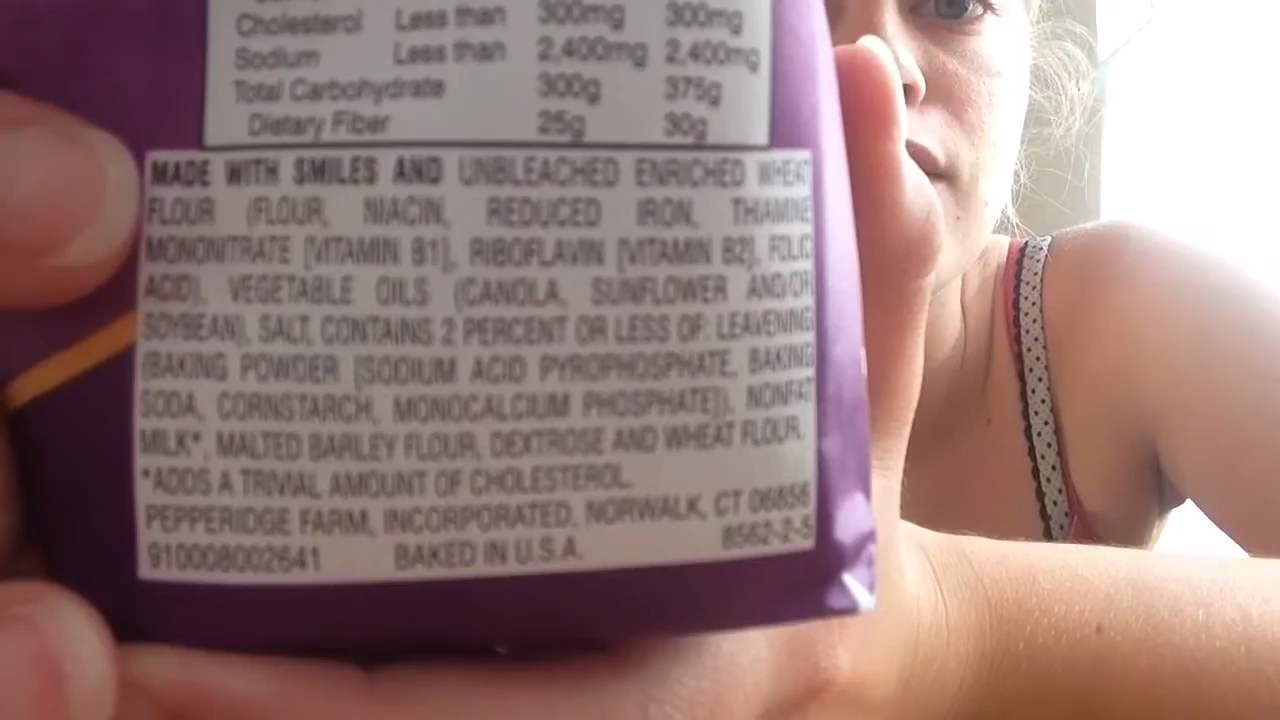 Cholesterol Less than 300mg 300mg
Sodium Less than 2,400mg 2,400mg
Total Carbohydrate 300g 375g
Dietary Fiber 25g 30g
MADE WITH SMILES AND UNBLEACHED ENRICHED WHEAT
FLOUR (FLOUR, NIACIN, REDUCED IRON, THIAMINE
MONONITRATE [VITAMIN B1], RIBOFLAVIN [VITAMIN B2], FOLIC
ACID), VEGETABLE OILS (CANOLA, SUNFLOWER AND/OR
SOYBEAN), SALT, CONTAINS 2 PERCENT OR LESS OF: LEAVENING
(BAKING POWDER [SODIUM ACID PYROPHOSPHATE, BAKING
SODA, CORNSTARCH, MONOCALCIUM PHOSPHATE]), NONFAT
MILK*, MALTED BARLEY FLOUR, DEXTROSE AND WHEAT FLOUR.
*ADDS A TRIVIAL AMOUNT OF CHOLESTEROL.
PEPPERIDGE FARM, INCORPORATED, NORWALK, CT 06856
910008002641 BAKED IN U.S.A. 8562-2-5